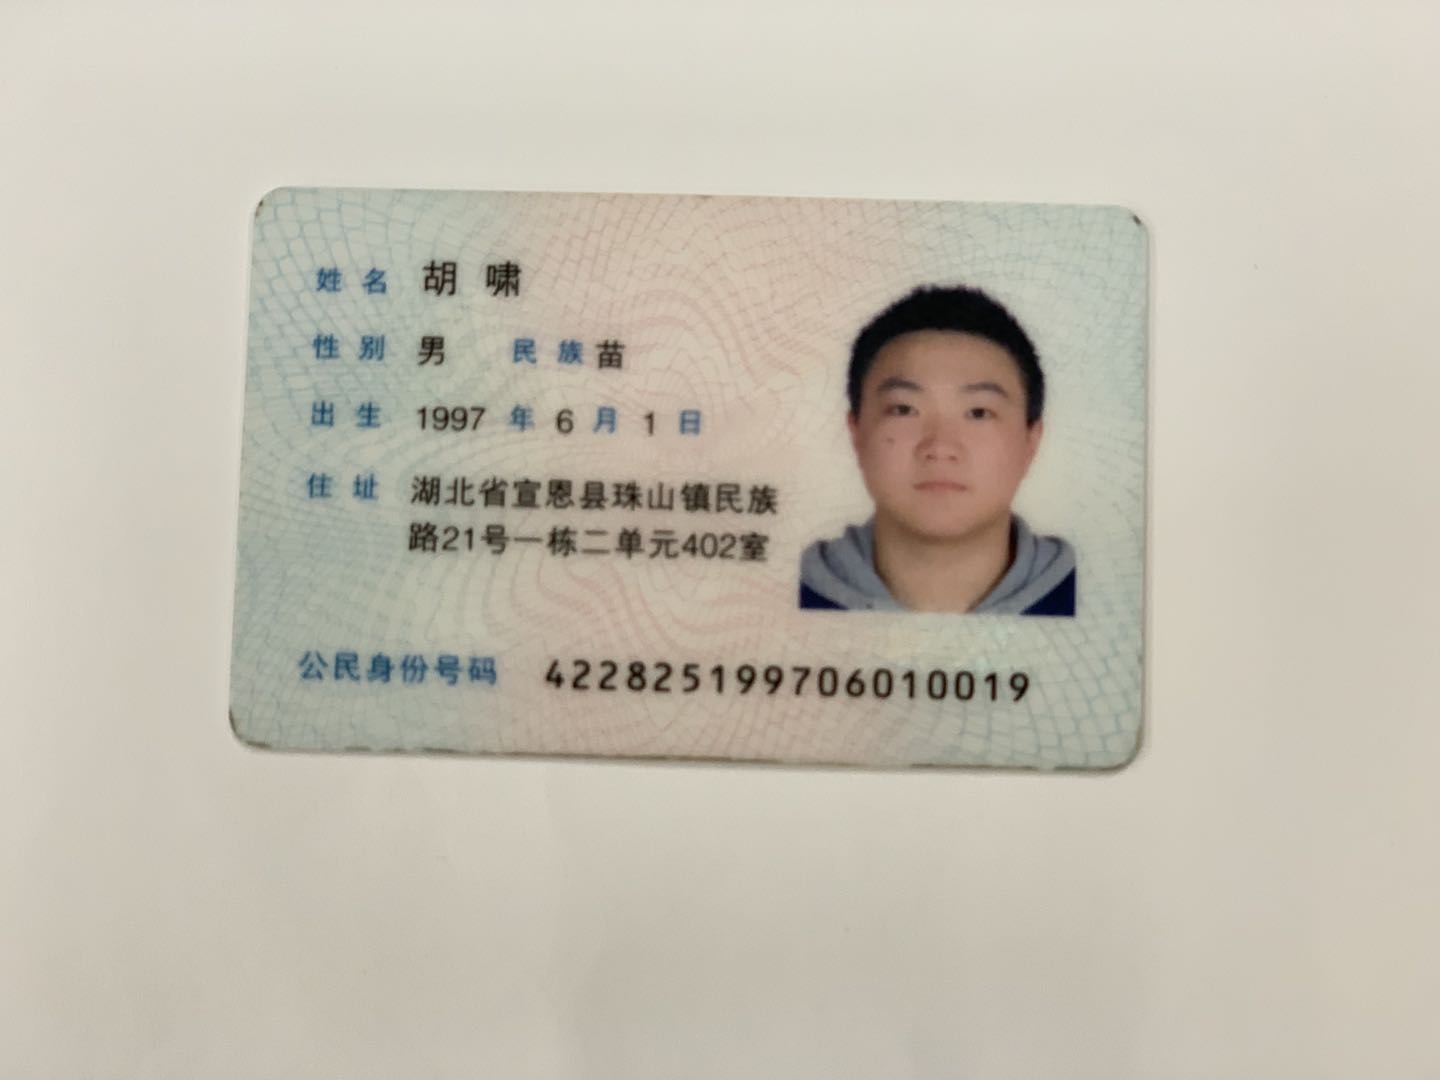 姓名 胡啸
性别 男 民族 苗
出生 1997 年 6 月 1 日
住址 湖北省宣恩县珠山镇民族
路21号一栋二单元402室
公民身份号码 422825199706010019